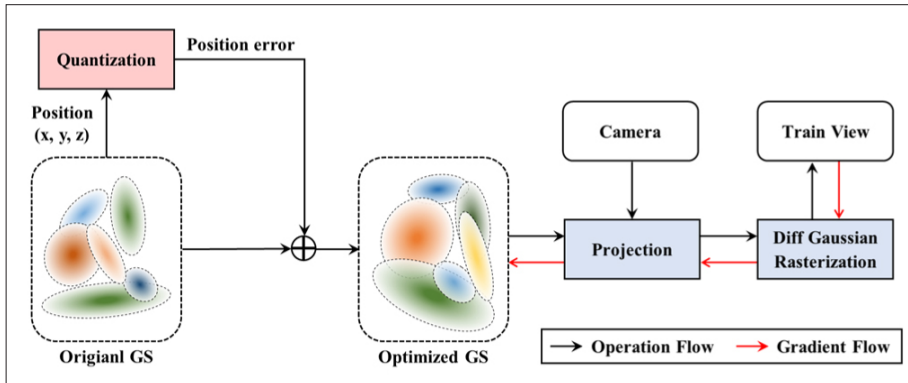 Position error
Quantization
Position
(x, y, z)
Camera
Train View
Projection
Diff Gaussian
Rasterization
Origianl GS
Optimized GS
Operation Flow
Gradient Flow